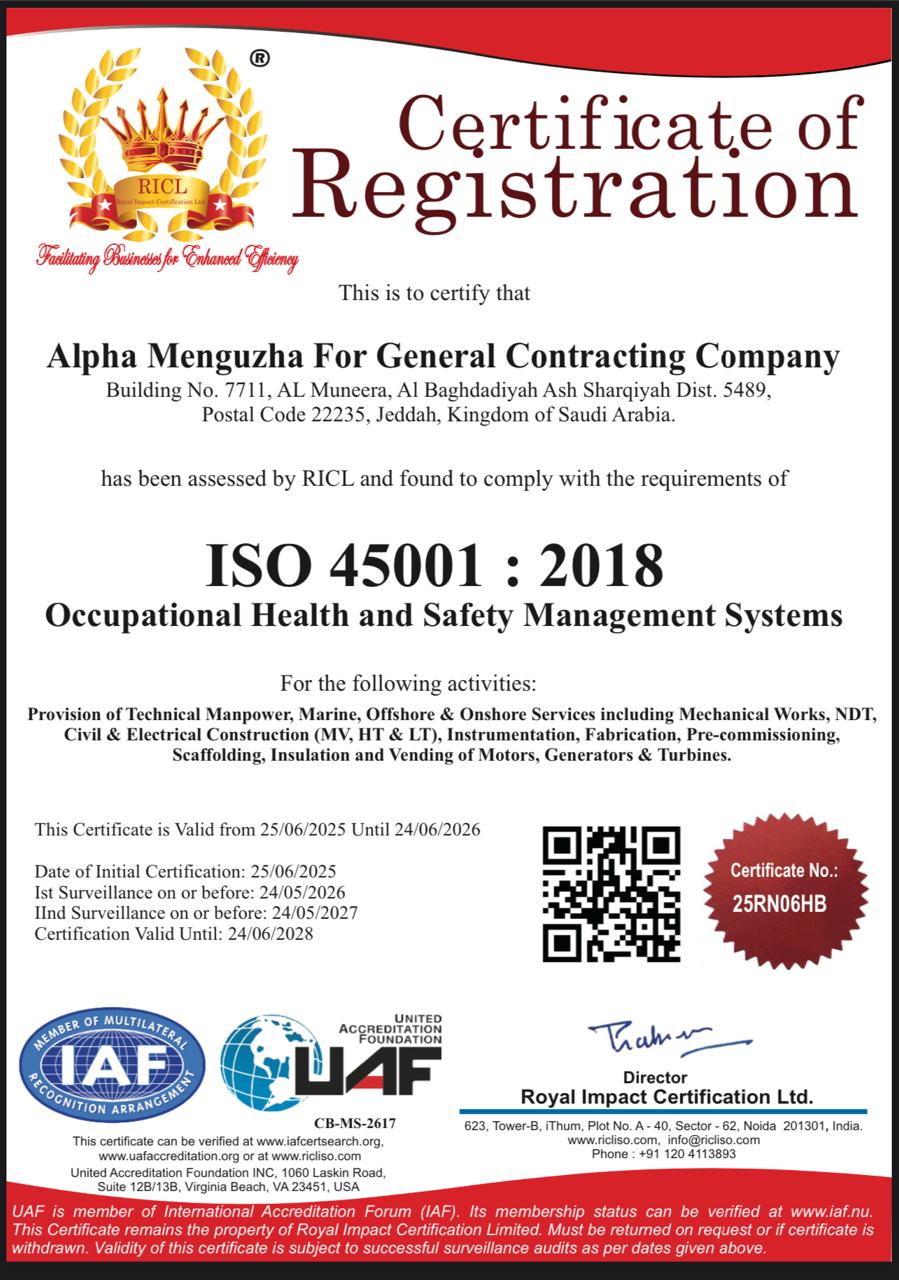 ®
RICL
Royal Impact Certification Ltd.
Facilitating Businesses for Enhanced Efficiency
Certificate of
Registration
This is to certify that
Alpha Menguzha For General Contracting Company
Building No. 7711, AL Muneera, Al Baghdadiyah Ash Sharqiyah Dist. 5489,
Postal Code 22235, Jeddah, Kingdom of Saudi Arabia.
has been assessed by RICL and found to comply with the requirements of
ISO 45001 : 2018
Occupational Health and Safety Management Systems
For the following activities:
Provision of Technical Manpower, Marine, Offshore & Onshore Services including Mechanical Works, NDT,
Civil & Electrical Construction (MV, HT & LT), Instrumentation, Fabrication, Pre-commissioning,
Scaffolding, Insulation and Vending of Motors, Generators & Turbines.
This Certificate is Valid from 25/06/2025 Until 24/06/2026
Date of Initial Certification: 25/06/2025
Ist Surveillance on or before: 24/05/2026
IInd Surveillance on or before: 24/05/2027
Certification Valid Until: 24/06/2028
Certificate No.:
25RN06HB
MEMBER OF MULTILATERAL
IAF
RECOGNITION ARRANGEMENT
UNITED
ACCREDITATION
FOUNDATION
UAF
CB-MS-2617
This certificate can be verified at www.iafcertsearch.org,
www.uafaccreditation.org or at www.ricliso.com
United Accreditation Foundation INC, 1060 Laskin Road,
Suite 12B/13B, Virginia Beach, VA 23451, USA
Director
Royal Impact Certification Ltd.
623, Tower-B, iThum, Plot No. A - 40, Sector - 62, Noida 201301, India.
www.ricliso.com, info@ricliso.com
Phone : +91 120 4113893
UAF is member of International Accreditation Forum (IAF). Its membership status can be verified at www.iaf.nu.
This Certificate remains the property of Royal Impact Certification Limited. Must be returned on request or if certificate is
withdrawn. Validity of this certificate is subject to successful surveillance audits as per dates given above.